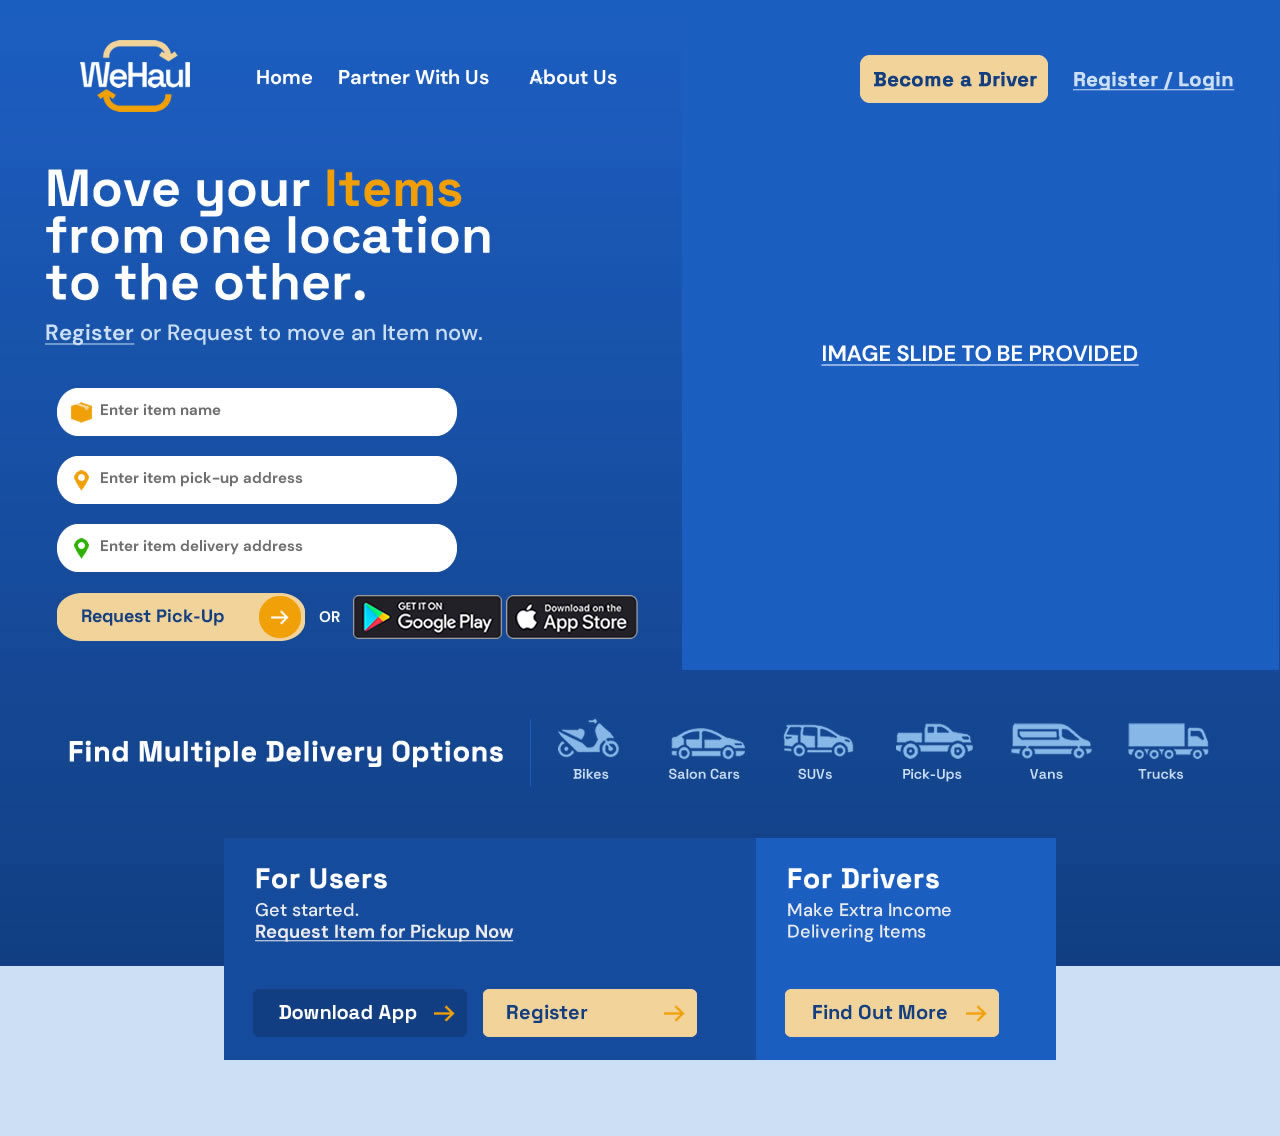 WeHaul
Home
Partner With Us
About Us
Become a Driver
Register / Login
Move your Items
from one location
to the other.
Register or Request to move an Item now.
IMAGE SLIDE TO BE PROVIDED
Enter item name
Enter item pick-up address
Enter item delivery address
Request Pick-Up
OR
GET IT ON
Google Play
Download on the
App Store
Find Multiple Delivery Options
Bikes
Salon Cars
SUVs
Pick-Ups
Vans
Trucks
For Users
Get started.
Request Item for Pickup Now
Download App
Register
For Drivers
Make Extra Income
Delivering Items
Find Out More